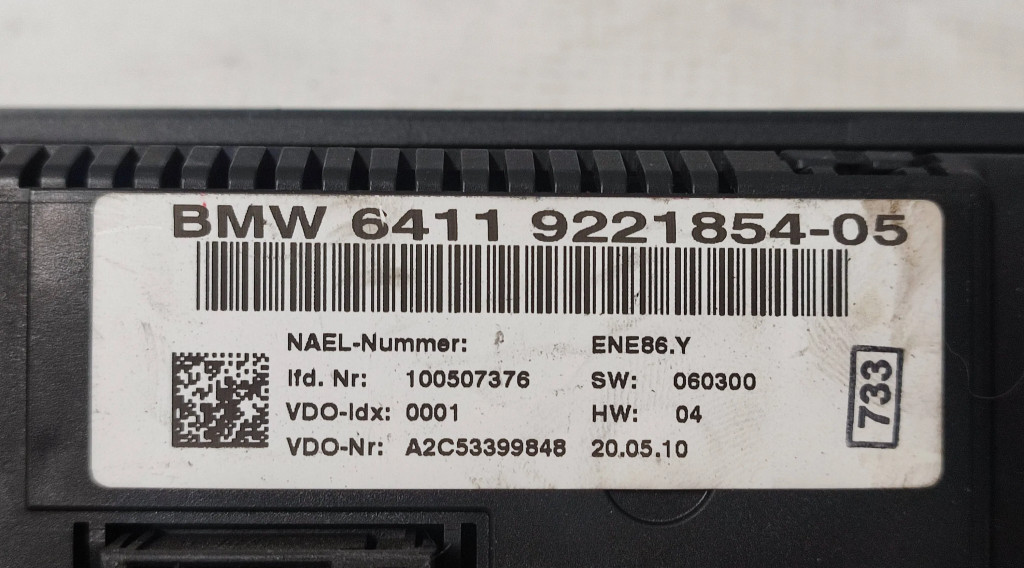 BMW 6411 9221854-05
NAEL-Nummer: ENE86.Y
lfd. Nr: 100507376 SW: 060300
VDO-Idx: 0001 HW: 04
VDO-Nr: A2C53399848 20.05.10
733